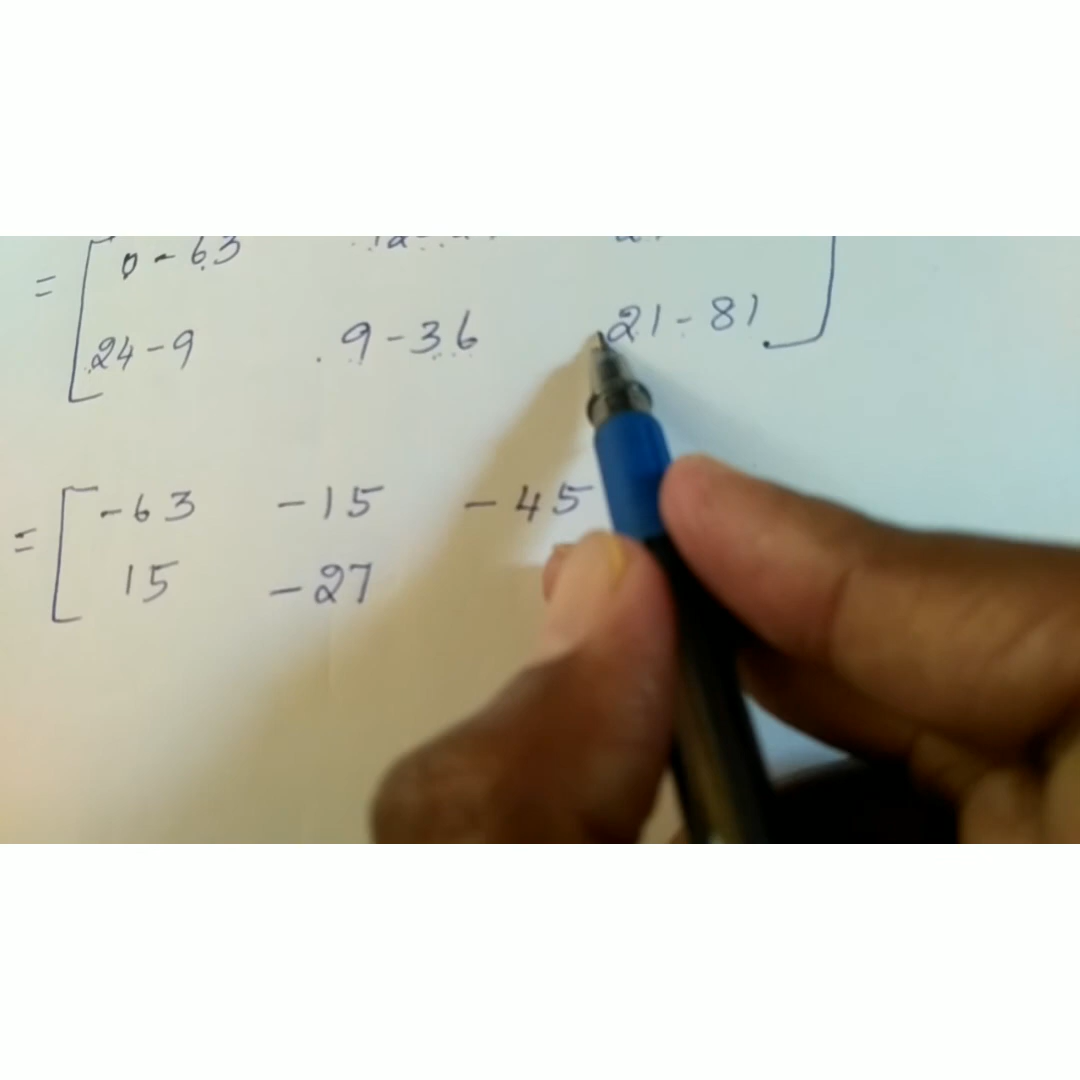 = [ 0 - 63
24 - 9 9 - 36 21 - 81 ]
= [ -63 -15 -45
15 -27